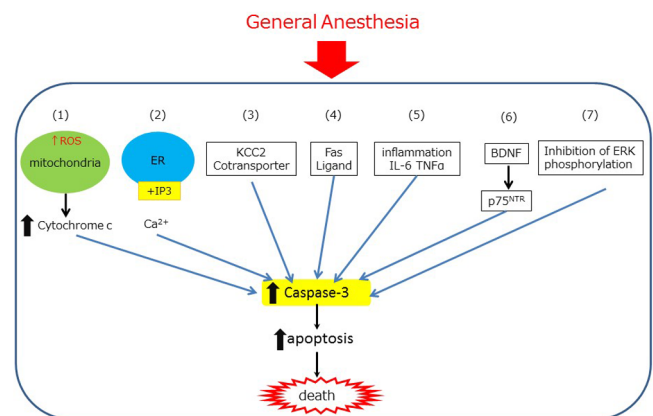 General Anesthesia
(1)
(2)
(3)
(4)
(5)
(6)
(7)
↑ROS
mitochondria
ER
+IP3
KCC2
Cotransporter
Fas
Ligand
inflammation
IL-6 TNFα
BDNF
p75ᴺᵀᴿ
Inhibition of ERK
phosphorylation
Cytochrome c
Ca²⁺
Caspase-3
apoptosis
death